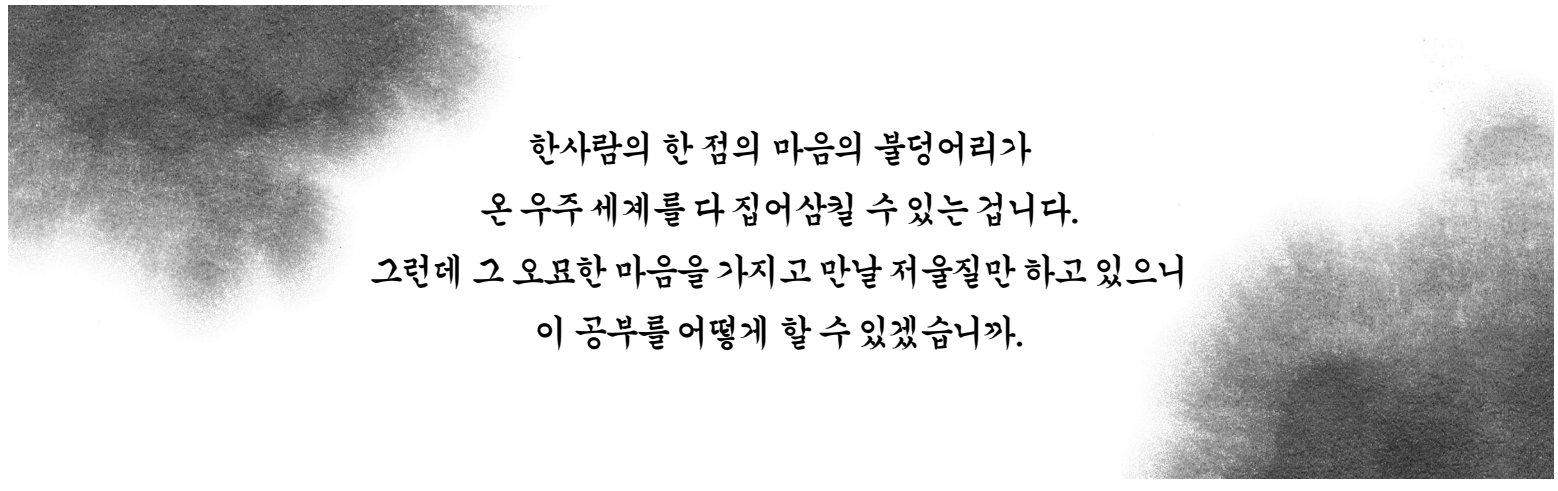 한사람의 한 점의 마음의 불덩어리가
온 우주 세계를 다 집어삼킬 수 있는 겁니다.
그런데 그 오묘한 마음을 가지고 만날 저울질만 하고 있으니
이 공부를 어떻게 할 수 있겠습니까.